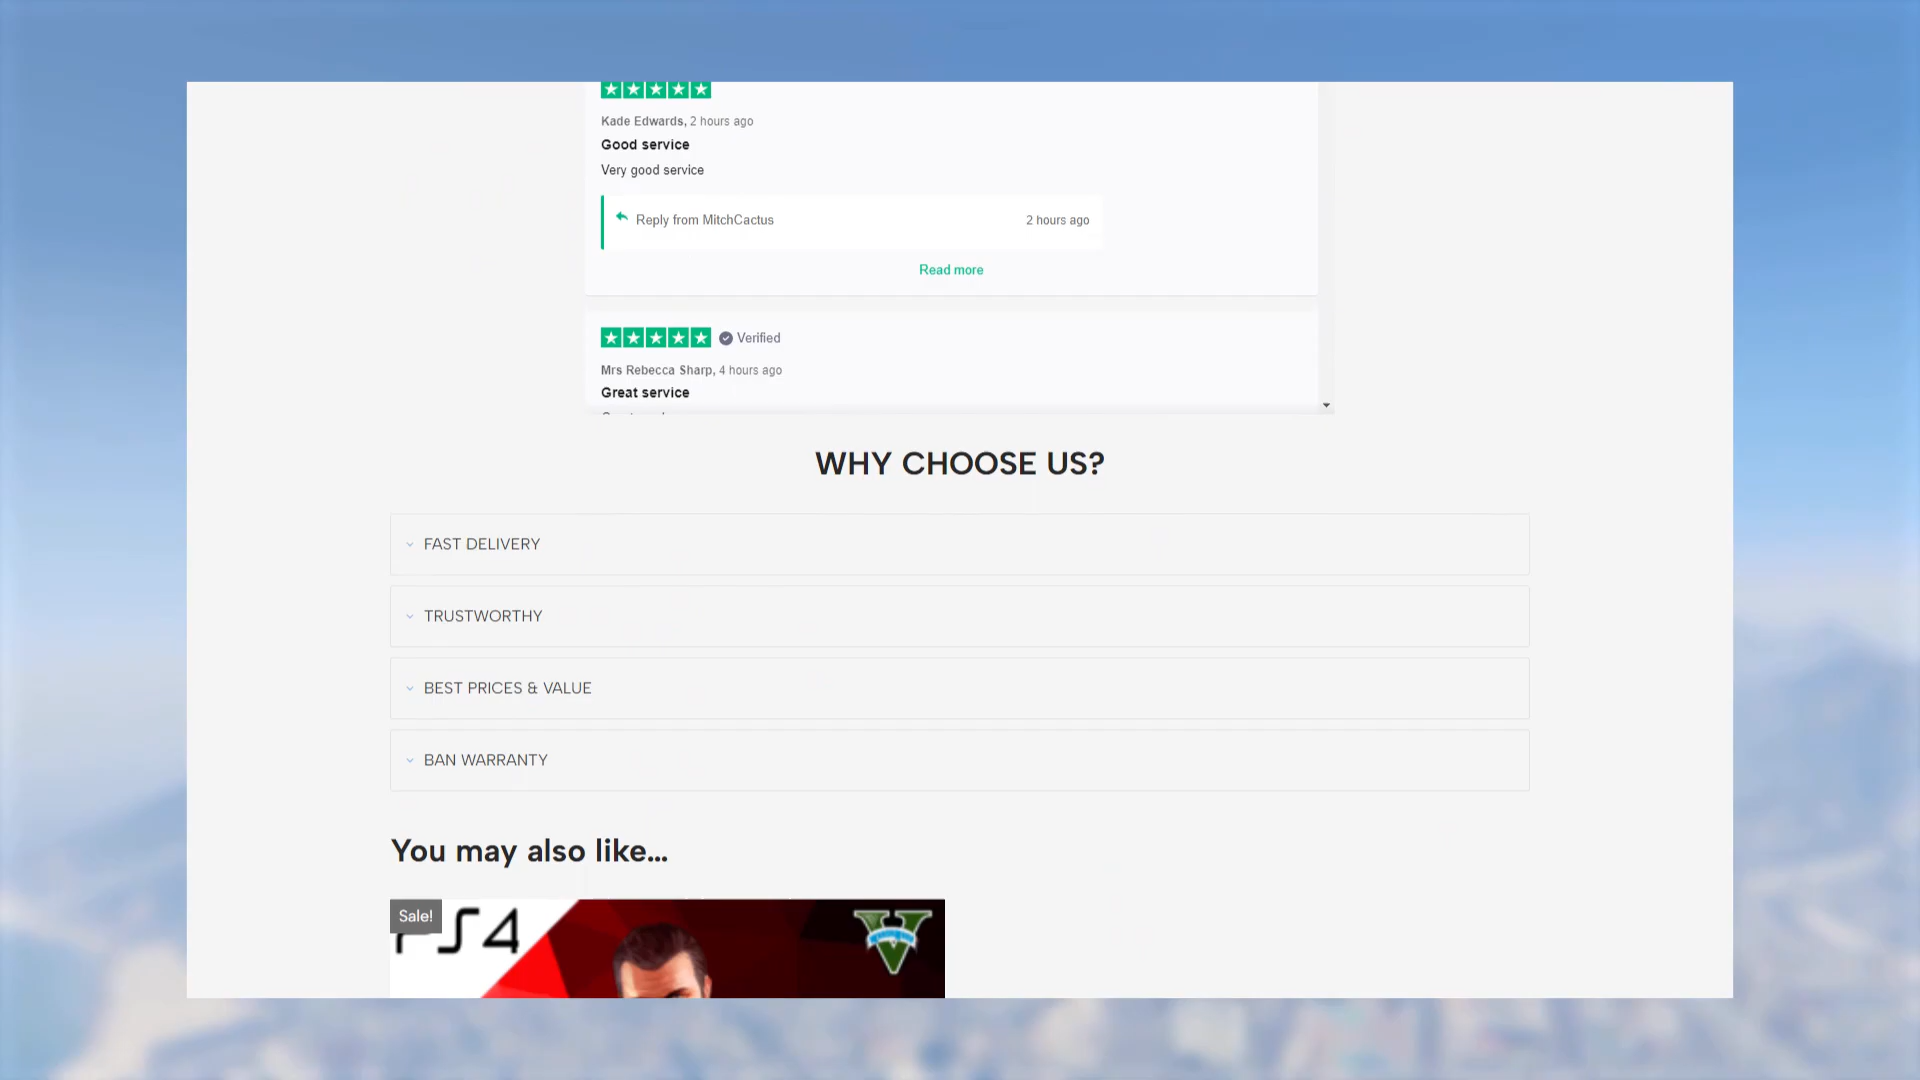 Kade Edwards, 2 hours ago
Good service
Very good service
Reply from MitchCactus
2 hours ago
Read more
Verified
Mrs Rebecca Sharp, 4 hours ago
Great service
WHY CHOOSE US?
FAST DELIVERY
TRUSTWORTHY
BEST PRICES & VALUE
BAN WARRANTY
You may also like...
Sale!
PS4
V